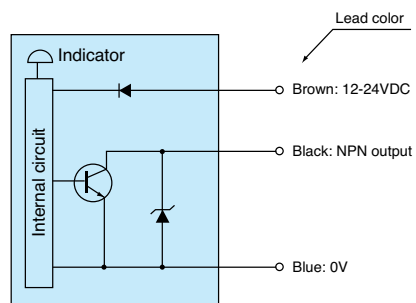 Lead color
Indicator
Brown: 12-24VDC
Black: NPN output
Internal circuit
Blue: 0V